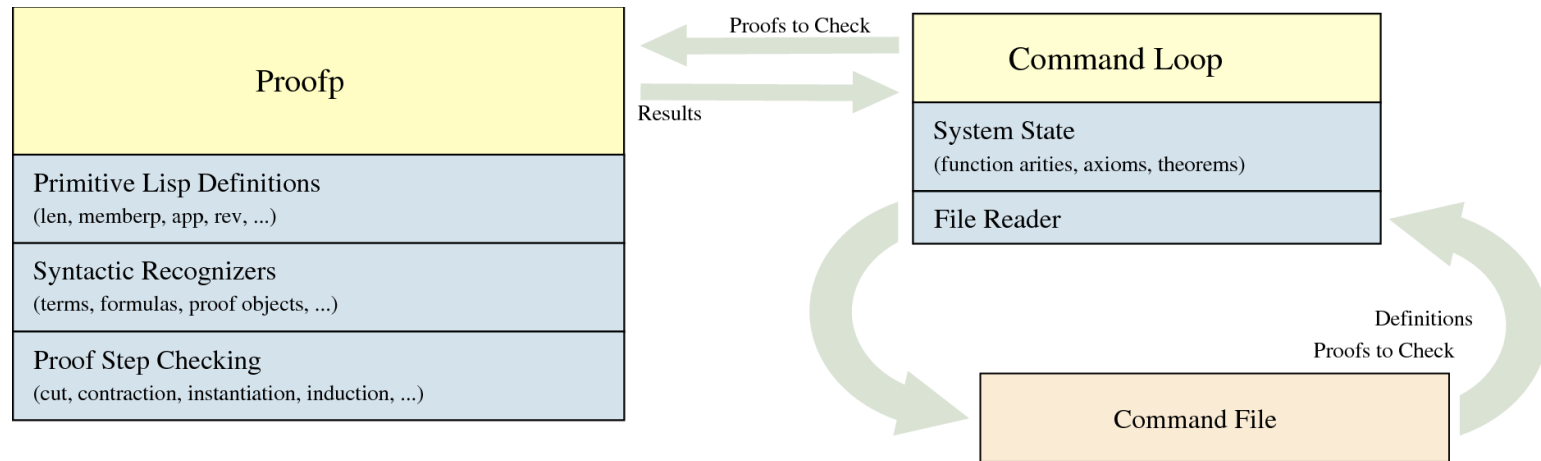 Proofp
Primitive Lisp Definitions
(len, memberp, app, rev, ...)
Syntactic Recognizers
(terms, formulas, proof objects, ...)
Proof Step Checking
(cut, contraction, instantiation, induction, ...)
Proofs to Check
Results
Command Loop
System State
(function arities, axioms, theorems)
File Reader
Definitions
Proofs to Check
Command File